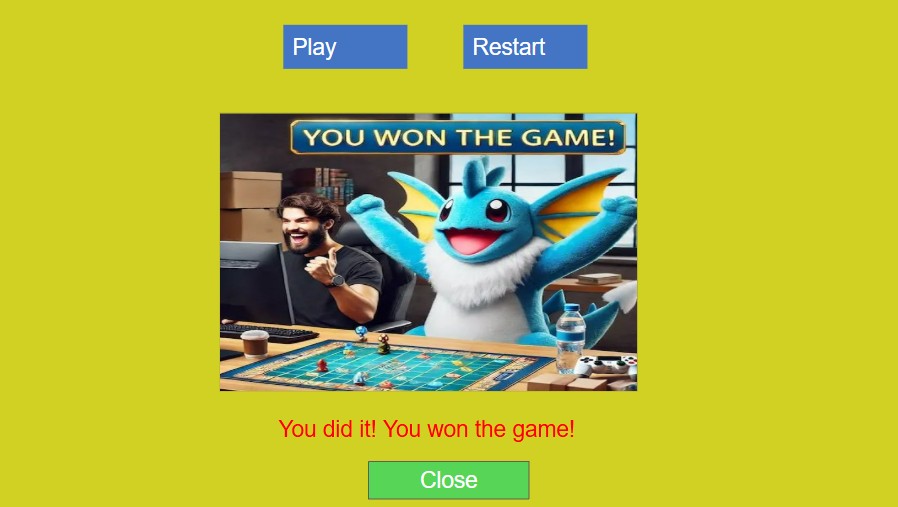 Play
Restart
YOU WON THE GAME!
You did it! You won the game!
Close